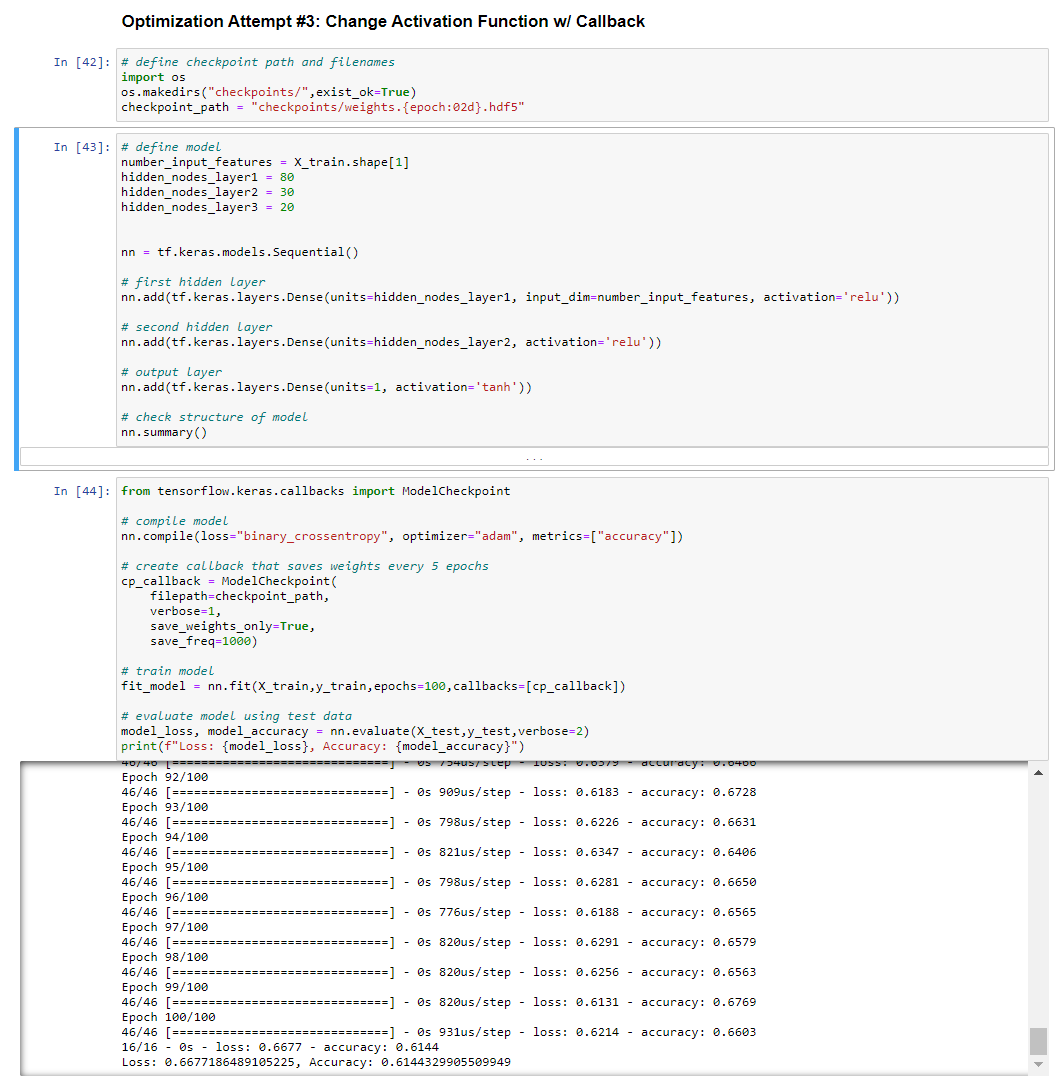 Optimization Attempt #3: Change Activation Function w/ Callback
In [42]:
# define checkpoint path and filenames
import os
os.makedirs("checkpoints/",exist_ok=True)
checkpoint_path = "checkpoints/weights.{epoch:02d}.hdf5"
In [43]:
# define model
number_input_features = X_train.shape[1]
hidden_nodes_layer1 = 80
hidden_nodes_layer2 = 30
hidden_nodes_layer3 = 20
nn = tf.keras.models.Sequential()
# first hidden layer
nn.add(tf.keras.layers.Dense(units=hidden_nodes_layer1, input_dim=number_input_features, activation='relu'))
# second hidden layer
nn.add(tf.keras.layers.Dense(units=hidden_nodes_layer2, activation='relu'))
# output layer
nn.add(tf.keras.layers.Dense(units=1, activation='tanh'))
# check structure of model
nn.summary()
...
In [44]:
from tensorflow.keras.callbacks import ModelCheckpoint
# compile model
nn.compile(loss="binary_crossentropy", optimizer="adam", metrics=["accuracy"])
# create callback that saves weights every 5 epochs
cp_callback = ModelCheckpoint(
filepath=checkpoint_path,
verbose=1,
save_weights_only=True,
save_freq=1000)
# train model
fit_model = nn.fit(X_train,y_train,epochs=100,callbacks=[cp_callback])
# evaluate model using test data
model_loss, model_accuracy = nn.evaluate(X_test,y_test,verbose=2)
print(f"Loss: {model_loss}, Accuracy: {model_accuracy}")
46/46 [==============================] - 0s 754us/step - loss: 0.6379 - accuracy: 0.6466
Epoch 92/100
46/46 [==============================] - 0s 909us/step - loss: 0.6183 - accuracy: 0.6728
Epoch 93/100
46/46 [==============================] - 0s 798us/step - loss: 0.6226 - accuracy: 0.6631
Epoch 94/100
46/46 [==============================] - 0s 821us/step - loss: 0.6347 - accuracy: 0.6406
Epoch 95/100
46/46 [==============================] - 0s 798us/step - loss: 0.6281 - accuracy: 0.6650
Epoch 96/100
46/46 [==============================] - 0s 776us/step - loss: 0.6188 - accuracy: 0.6565
Epoch 97/100
46/46 [==============================] - 0s 820us/step - loss: 0.6291 - accuracy: 0.6579
Epoch 98/100
46/46 [==============================] - 0s 820us/step - loss: 0.6256 - accuracy: 0.6563
Epoch 99/100
46/46 [==============================] - 0s 820us/step - loss: 0.6131 - accuracy: 0.6769
Epoch 100/100
46/46 [==============================] - 0s 931us/step - loss: 0.6214 - accuracy: 0.6603
16/16 - 0s - loss: 0.6677 - accuracy: 0.6144
Loss: 0.6677186489105225, Accuracy: 0.6144329905509949